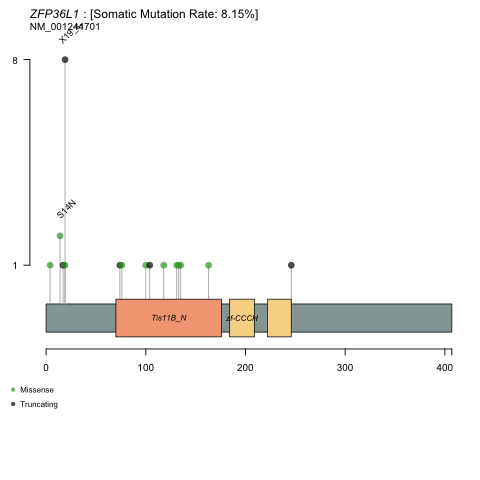 ZFP36L1 : [Somatic Mutation Rate: 8.15%]
NM_001244701
8
S14N
1
Tis11B_N
zf-CCCH
0 100 200 300 400
Missense
Truncating